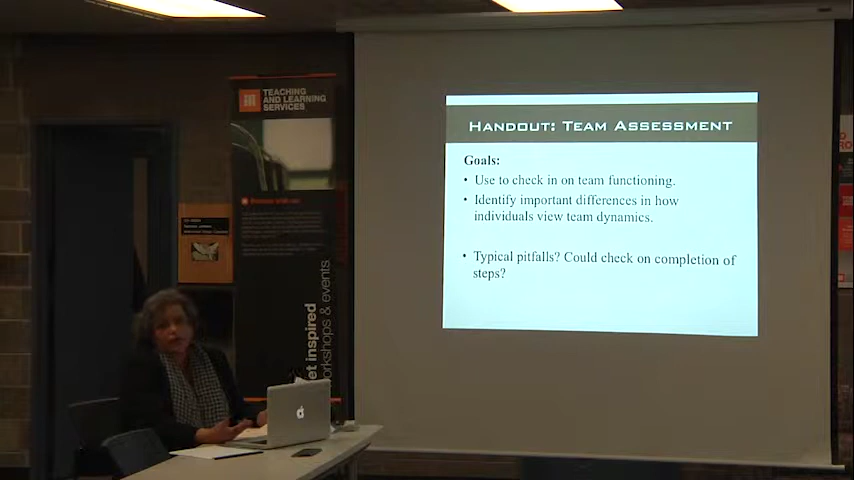 TEACHING
AND LEARNING
SERVICES
HANDOUT: TEAM ASSESSMENT
Goals:
• Use to check in on team functioning.
• Identify important differences in how
individuals view team dynamics.
• Typical pitfalls? Could check on completion of
steps?
et inspired
orkshops & events